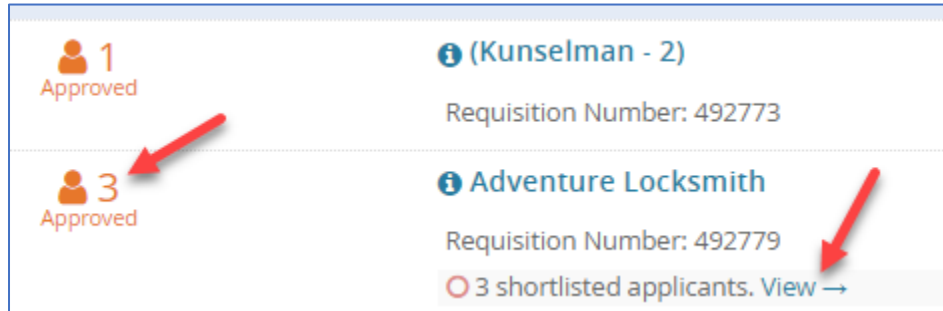 1
Approved
(Kunselman - 2)
Requisition Number: 492773
3
Approved
Adventure Locksmith
Requisition Number: 492779
3 shortlisted applicants. View →